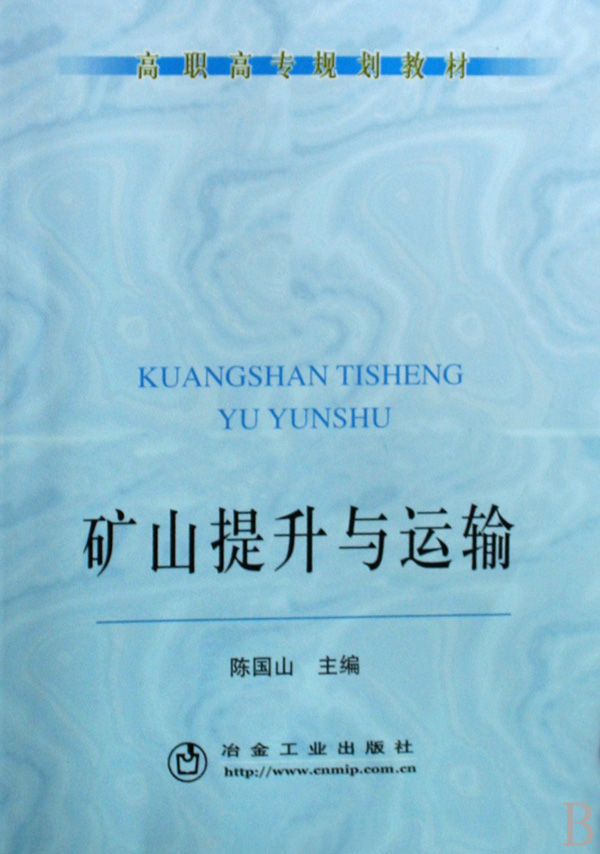 高职高专规划教材
KUANGSHAN TISHENG
YU YUNSHU
矿山提升与运输
陈国山 主编
冶金工业出版社
http://www.cnmip.com.cn
B